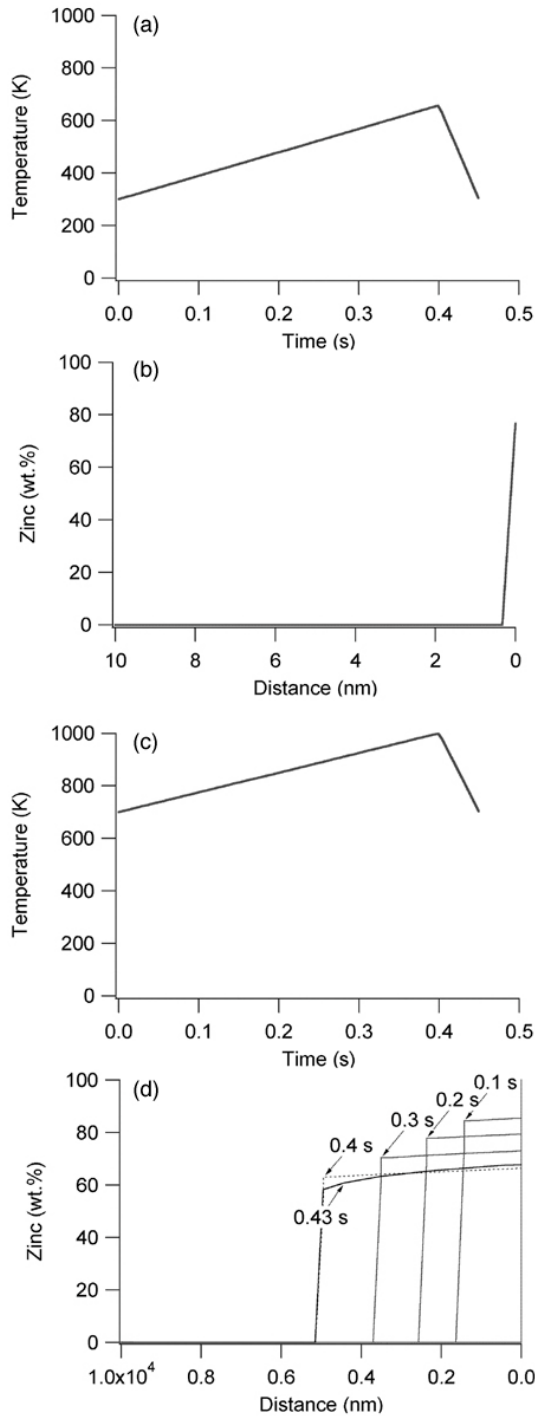 (a)
Temperature (K)
1000
800
600
400
200
0
0.0 0.1 0.2 0.3 0.4 0.5
Time (s)
(b)
Zinc (wt.%)
100
80
60
40
20
0
10 8 6 4 2 0
Distance (nm)
(c)
Temperature (K)
1000
800
600
400
200
0
0.0 0.1 0.2 0.3 0.4 0.5
Time (s)
(d)
Zinc (wt.%)
100
80
60
40
20
0
0.1 s
0.2 s
0.3 s
0.4 s
0.43 s
1.0x10⁴ 0.8 0.6 0.4 0.2 0.0
Distance (nm)